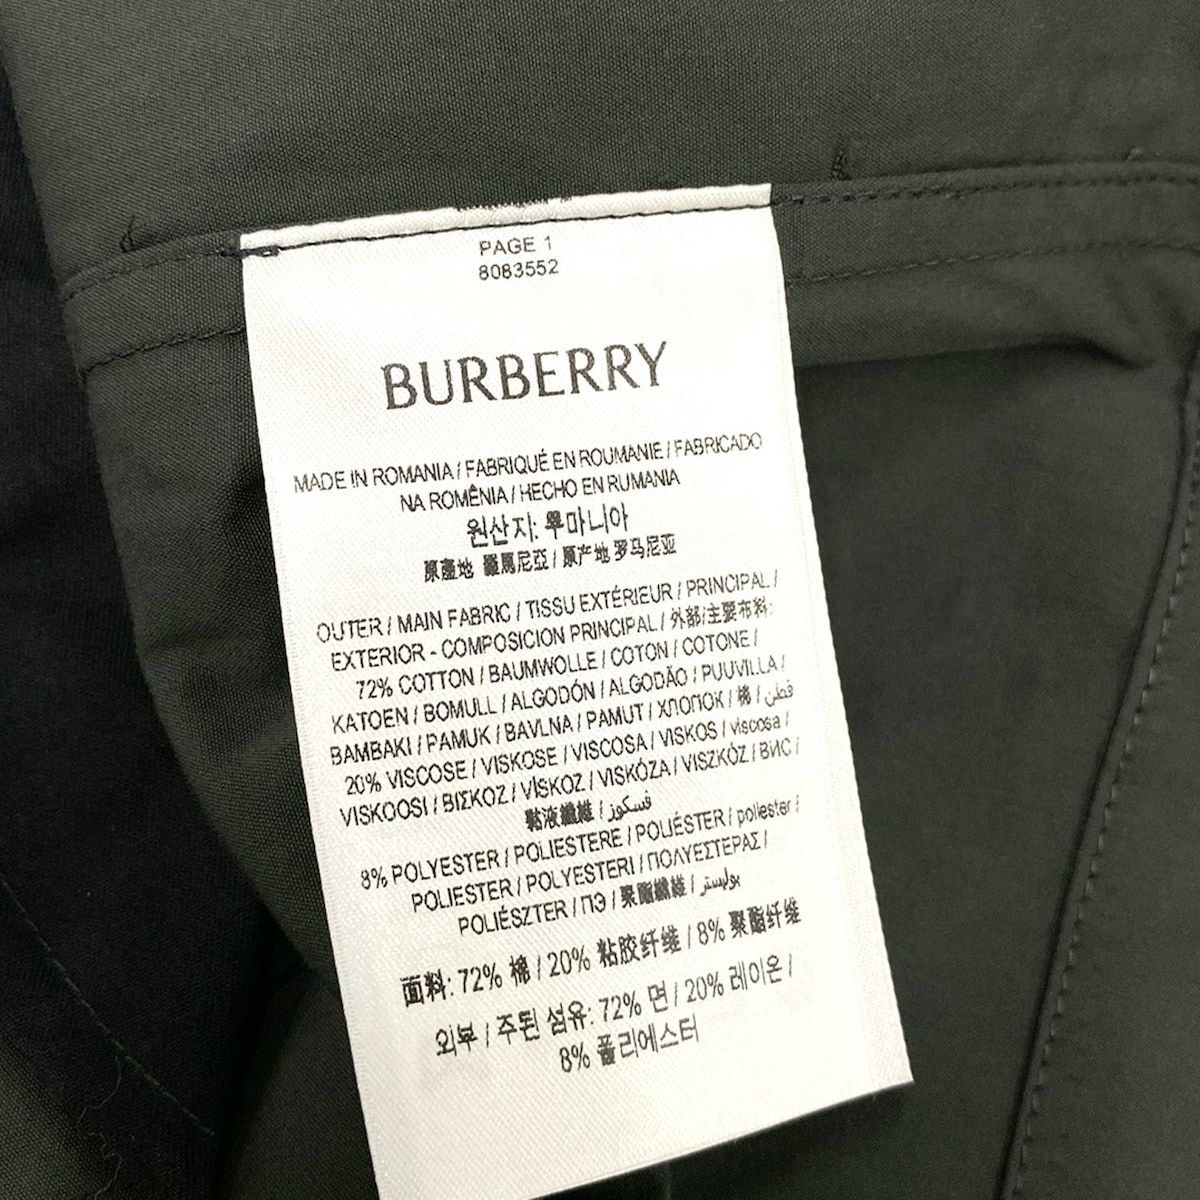 PAGE 1
8083552
BURBERRY
MADE IN ROMANIA / FABRIQUÉ EN ROUMANIE / FABRICADO
NA ROMÊNIA / HECHO EN RUMANIA
원산지: 루마니아
原產地 羅馬尼亞 / 原产地 罗马尼亚
OUTER / MAIN FABRIC / TISSU EXTÉRIEUR / PRINCIPAL /
EXTERIOR - COMPOSICION PRINCIPAL / 外部/主要布料:
72% COTTON / BAUMWOLLE / COTON / COTONE /
KATOEN / BOMULL / ALGODÓN / ALGODÃO / PUUVILLA /
BAMBAKI / PAMUK / BAVLNA / PAMUT / ХЛОПОК / 棉 / قطن
20% VISCOSE / VISKOSE / VISCOSA / VISKOS / viscosa /
VISKOOSI / ΒΙΣΚΟΖ / VİSKOZ / VISKÓZA / VISZKÓZ / ВИС /
黏液纖維 / فسكوز
8% POLYESTER / POLIESTERE / POLIÉSTER / poliester /
POLIESTER / POLYESTERI / ΠΟΛΥΕΣΤΕΡΑΣ /
POLIÉSZTER / ПЭ / 聚酯纖維 / بوليستر
面料: 72% 棉 / 20% 粘胶纤维 / 8% 聚酯纤维
외부 / 주된 섬유: 72% 면 / 20% 레이온 /
8% 폴리에스터